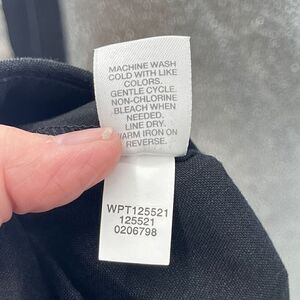 MACHINE WASH
COLD WITH LIKE
COLORS.
GENTLE CYCLE.
NON-CHLORINE
BLEACH WHEN
NEEDED.
LINE DRY.
WARM IRON ON
REVERSE.
WPT125521
125521
0206798